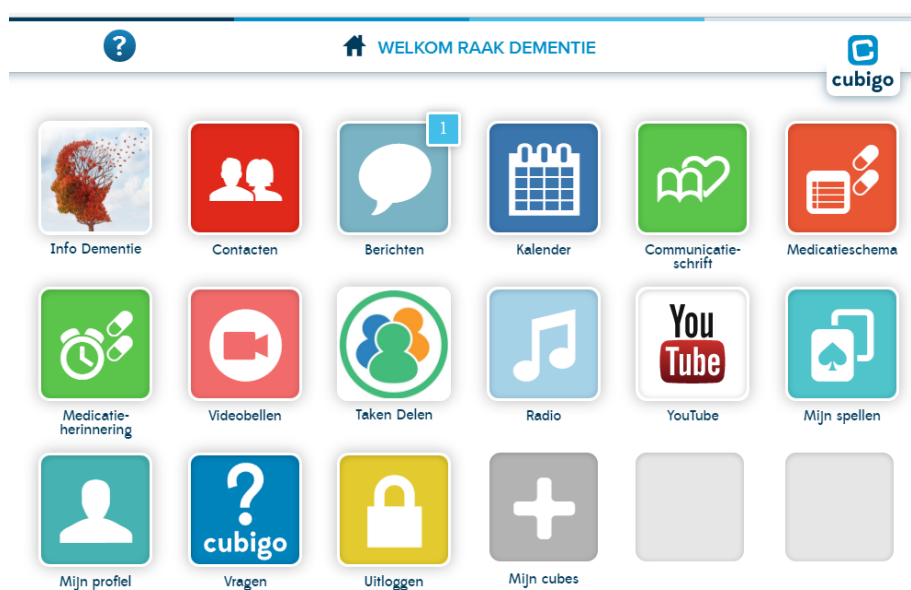 ?
WELKOM RAAK DEMENTIE
cubigo
1
Info Dementie
Contacten
Berichten
Kalender
Communicatie-
schrift
Medicatieschema
Medicatie-
herinnering
Videobellen
Taken Delen
Radio
You
Tube
YouTube
Mijn spellen
?
cubigo
Mijn profiel
Vragen
Uitloggen
Mijn cubes